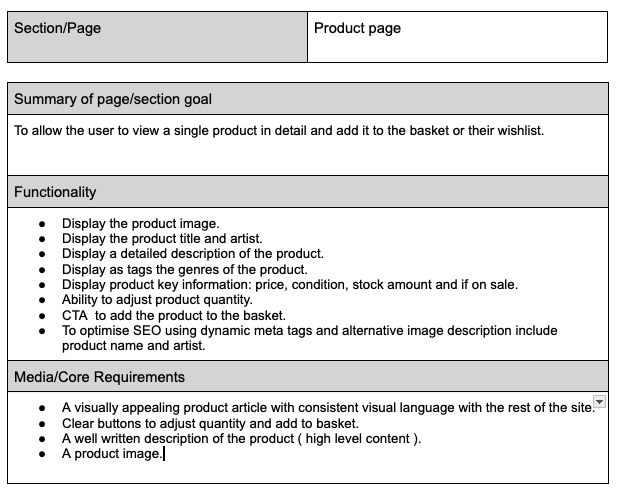 Section/Page
Product page
Summary of page/section goal
To allow the user to view a single product in detail and add it to the basket or their wishlist.
Functionality
● Display the product image.
● Display the product title and artist.
● Display a detailed description of the product.
● Display as tags the genres of the product.
● Display product key information: price, condition, stock amount and if on sale.
● Ability to adjust product quantity.
● CTA  to add the product to the basket.
● To optimise SEO using dynamic meta tags and alternative image description include
product name and artist.
Media/Core Requirements
● A visually appealing product article with consistent visual language with the rest of the site.
● Clear buttons to adjust quantity and add to basket.
● A well written description of the product ( high level content ).
● A product image.